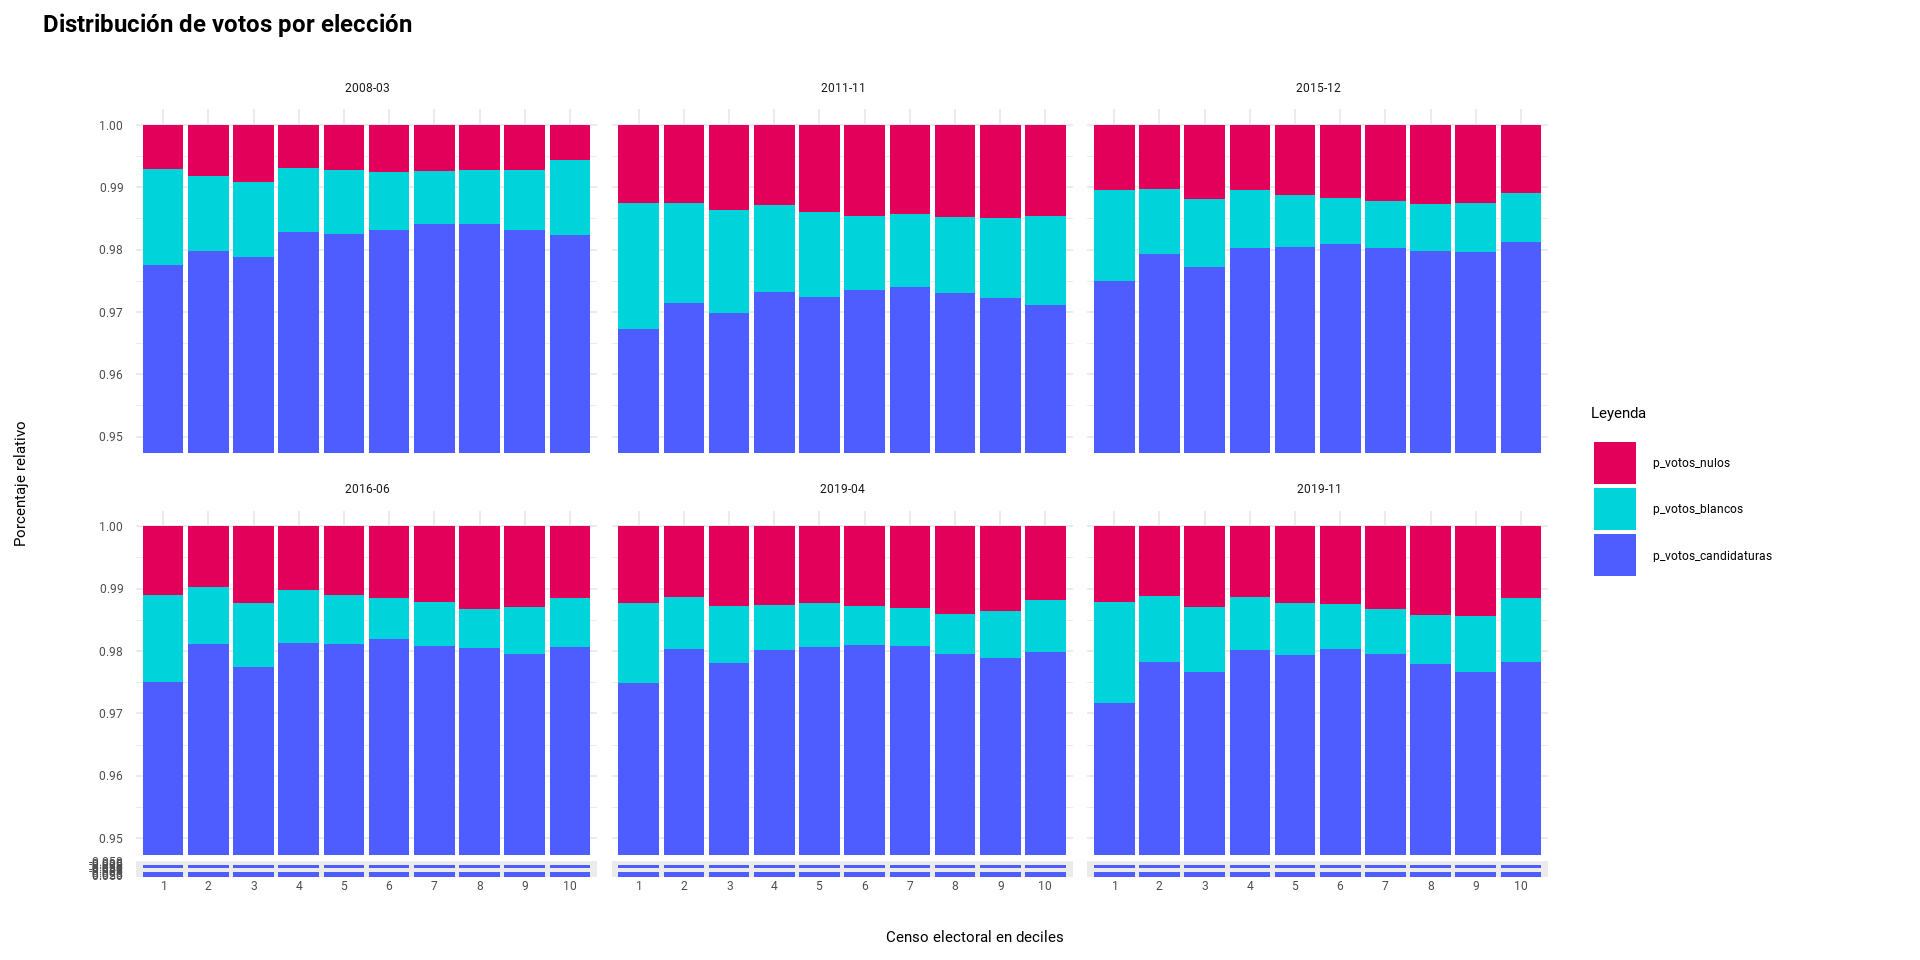 Distribución de votos por elección
2008-03
2011-11
2015-12
1.00
0.99
0.98
0.97
0.96
0.95
2016-06
2019-04
2019-11
1.00
0.99
0.98
0.97
0.96
0.95
1 2 3 4 5 6 7 8 9 10
1 2 3 4 5 6 7 8 9 10
1 2 3 4 5 6 7 8 9 10
Porcentaje relativo
Censo electoral en deciles
Leyenda
p_votos_nulos
p_votos_blancos
p_votos_candidaturas